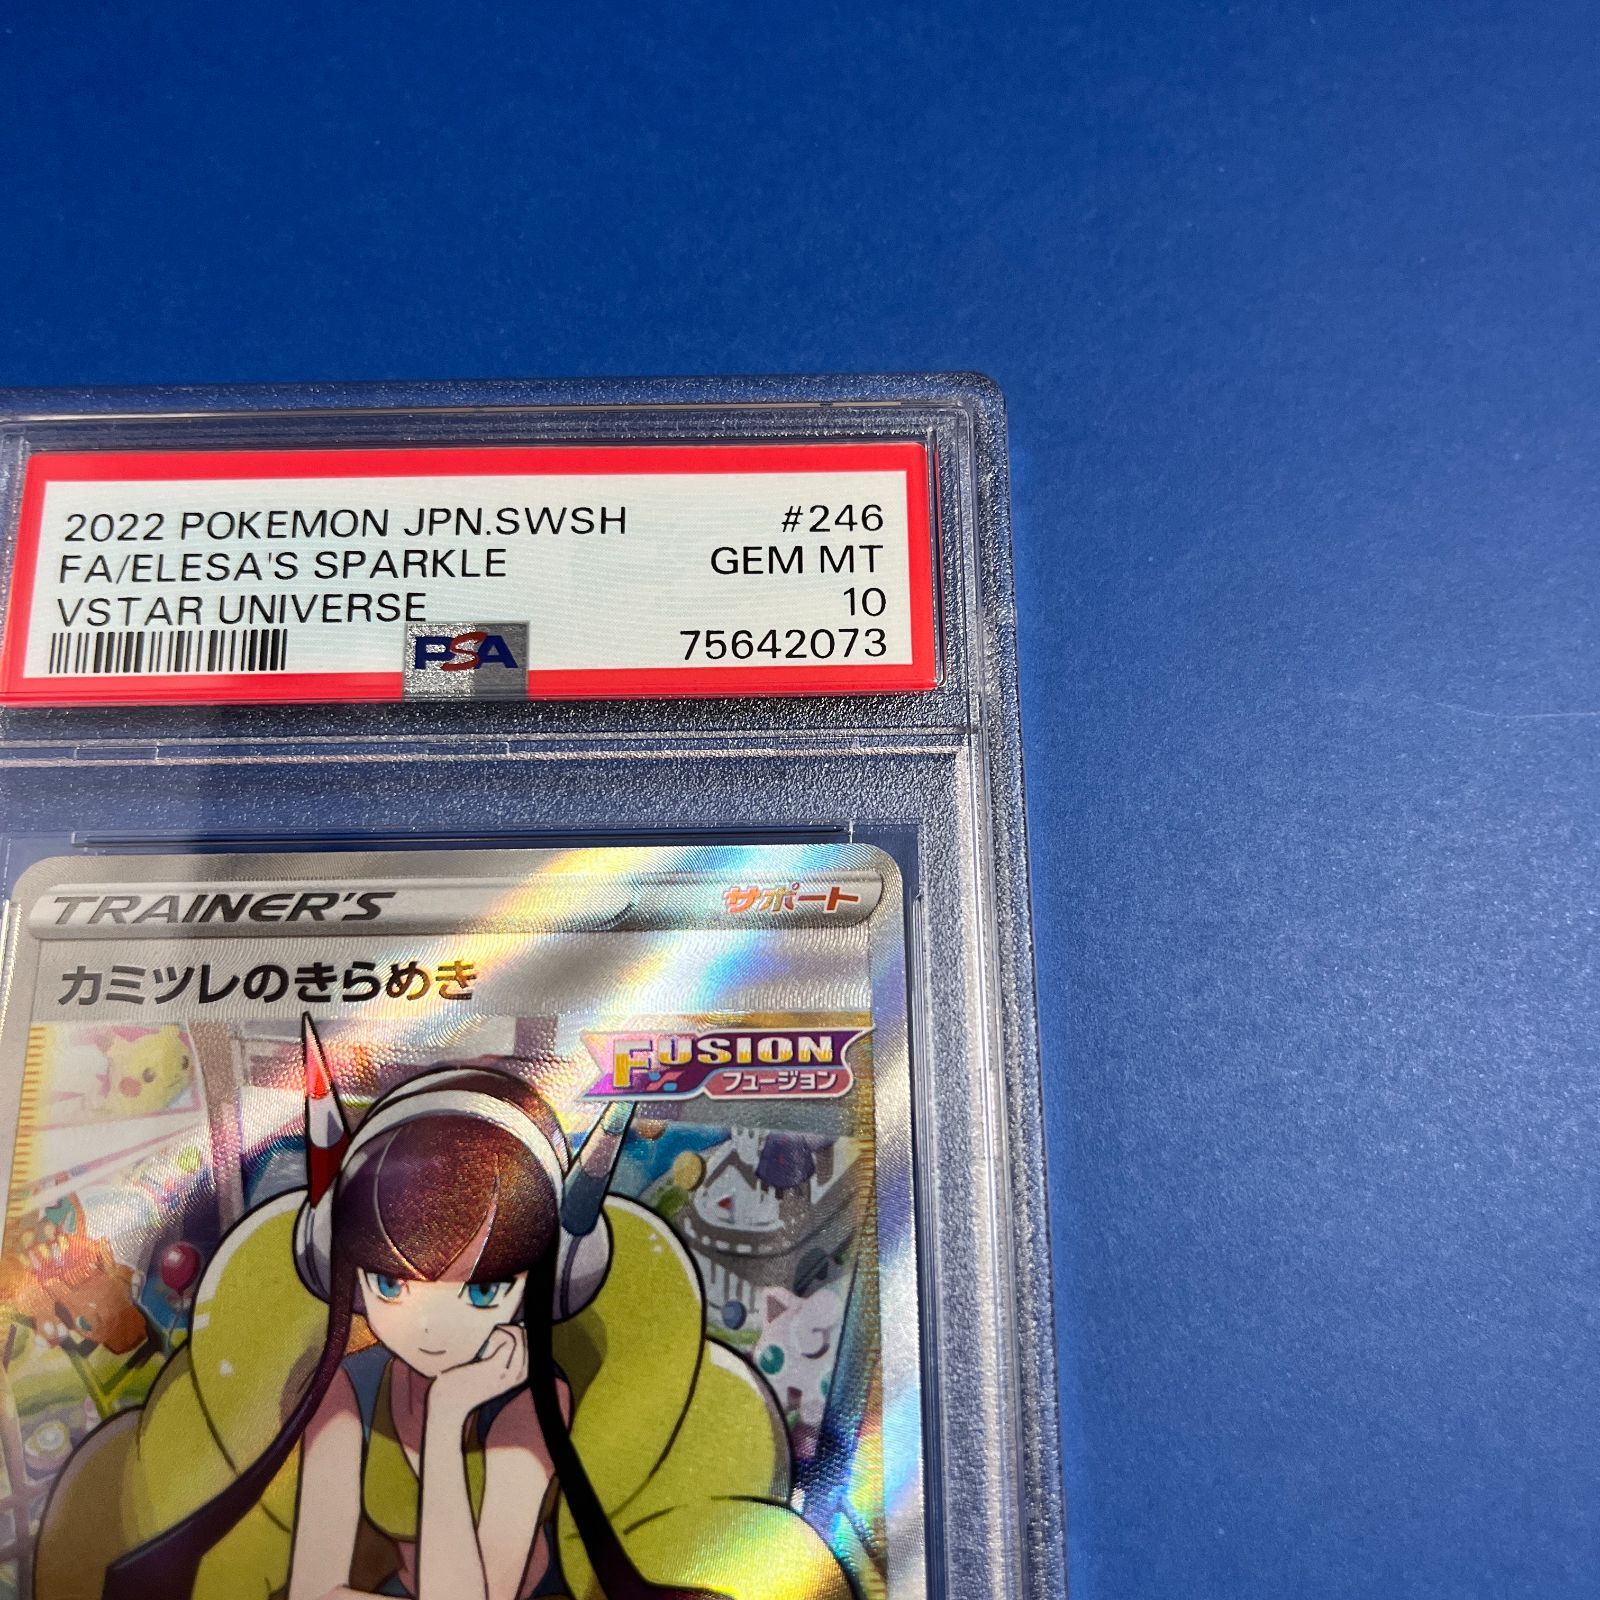 2022 POKEMON JPN.SWSH #246
FA/ELESA'S SPARKLE GEM MT
VSTAR UNIVERSE 10
PSA 75642073
TRAINER'S サポート
カミツレのきらめき
FUSION
フュージョン